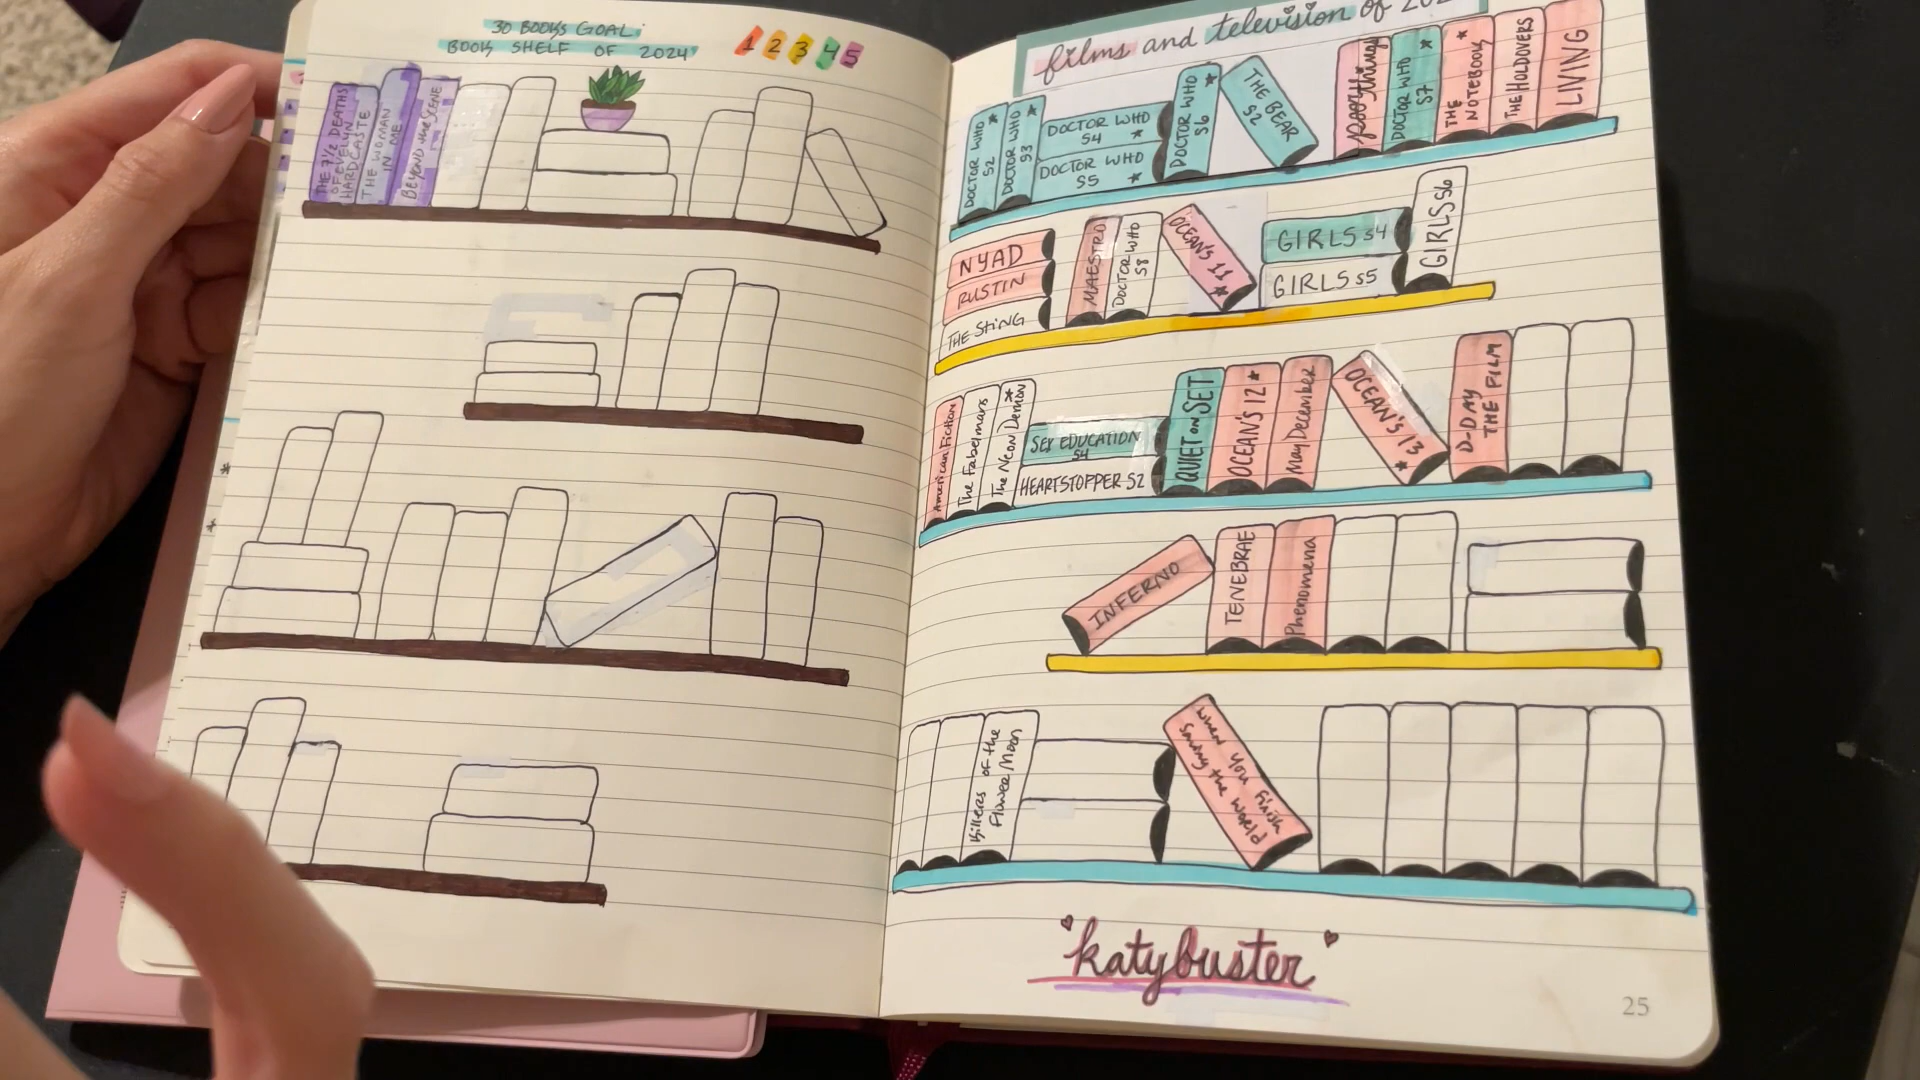 30 BOOKS GOAL:
BOOK SHELF OF 2024
1 2 3 4 5
THE 7½ DEATHS
OF EVELYN
HARDCASTLE
THE WOMAN
IN ME
BEYOND the SCENE
films and television of
DOCTOR WHO
S2
DOCTOR WHO
S3
DOCTOR WHO
S4
DOCTOR WHO
S5
DOCTOR WHO
S6
THE BEAR
S2
poor things
DOCTOR WHO
S7
THE
NOTEBOOK
THE HOLDOVERS
LIVING
NYAD
RUSTIN
THE STING
MAESTRO
DOCTOR WHO
S8
OCEAN'S 11
GIRLS S4
GIRLS S5
GIRLS S6
American Fiction
The Fabelmans
The Neon Demon
SEX EDUCATION
S4
HEARTSTOPPER S2
QUIET ON SET
OCEAN'S 12
May December
OCEAN'S 13
D-DAY
THE FILM
INFERNO
TENEBRAE
Phenomena
Killers of the
Flower Moon
When you finish
saving the world
"katybuster"
25